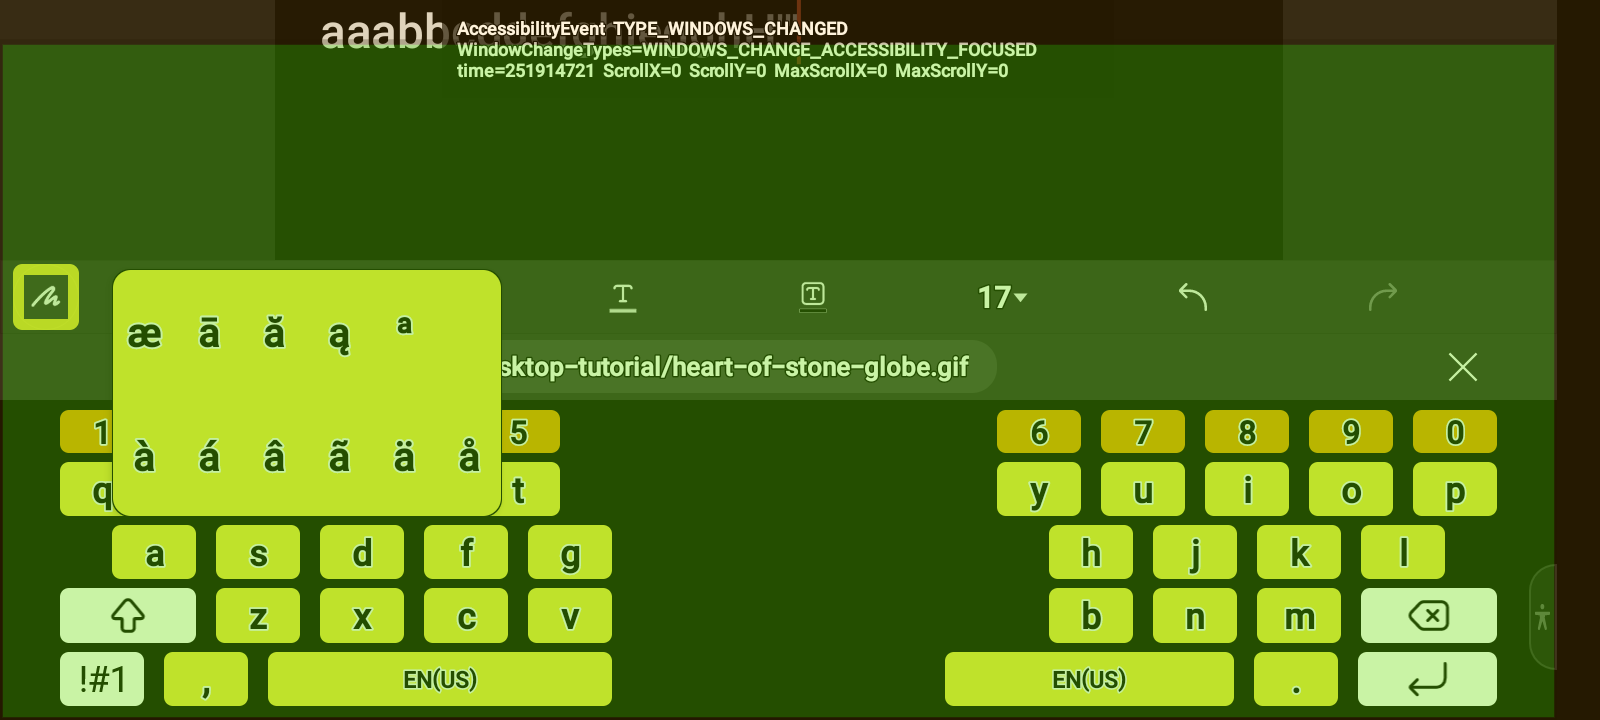 aaabb
AccessibilityEvent TYPE_WINDOWS_CHANGED
WindowChangeTypes=WINDOWS_CHANGE_ACCESSIBILITY_FOCUSED
time=251914721 ScrollX=0 ScrollY=0 MaxScrollX=0 MaxScrollY=0
17
æ ā ă ą ª
sktop-tutorial/heart-of-stone-globe.gif
à á â ã ä å
1 5 6 7 8 9 0
q t y u i o p
a s d f g h j k l
z x c v b n m
!#1 , EN(US) EN(US) .